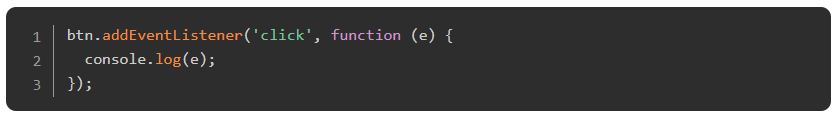 1 btn.addEventListener('click', function (e) {
2   console.log(e);
3 });